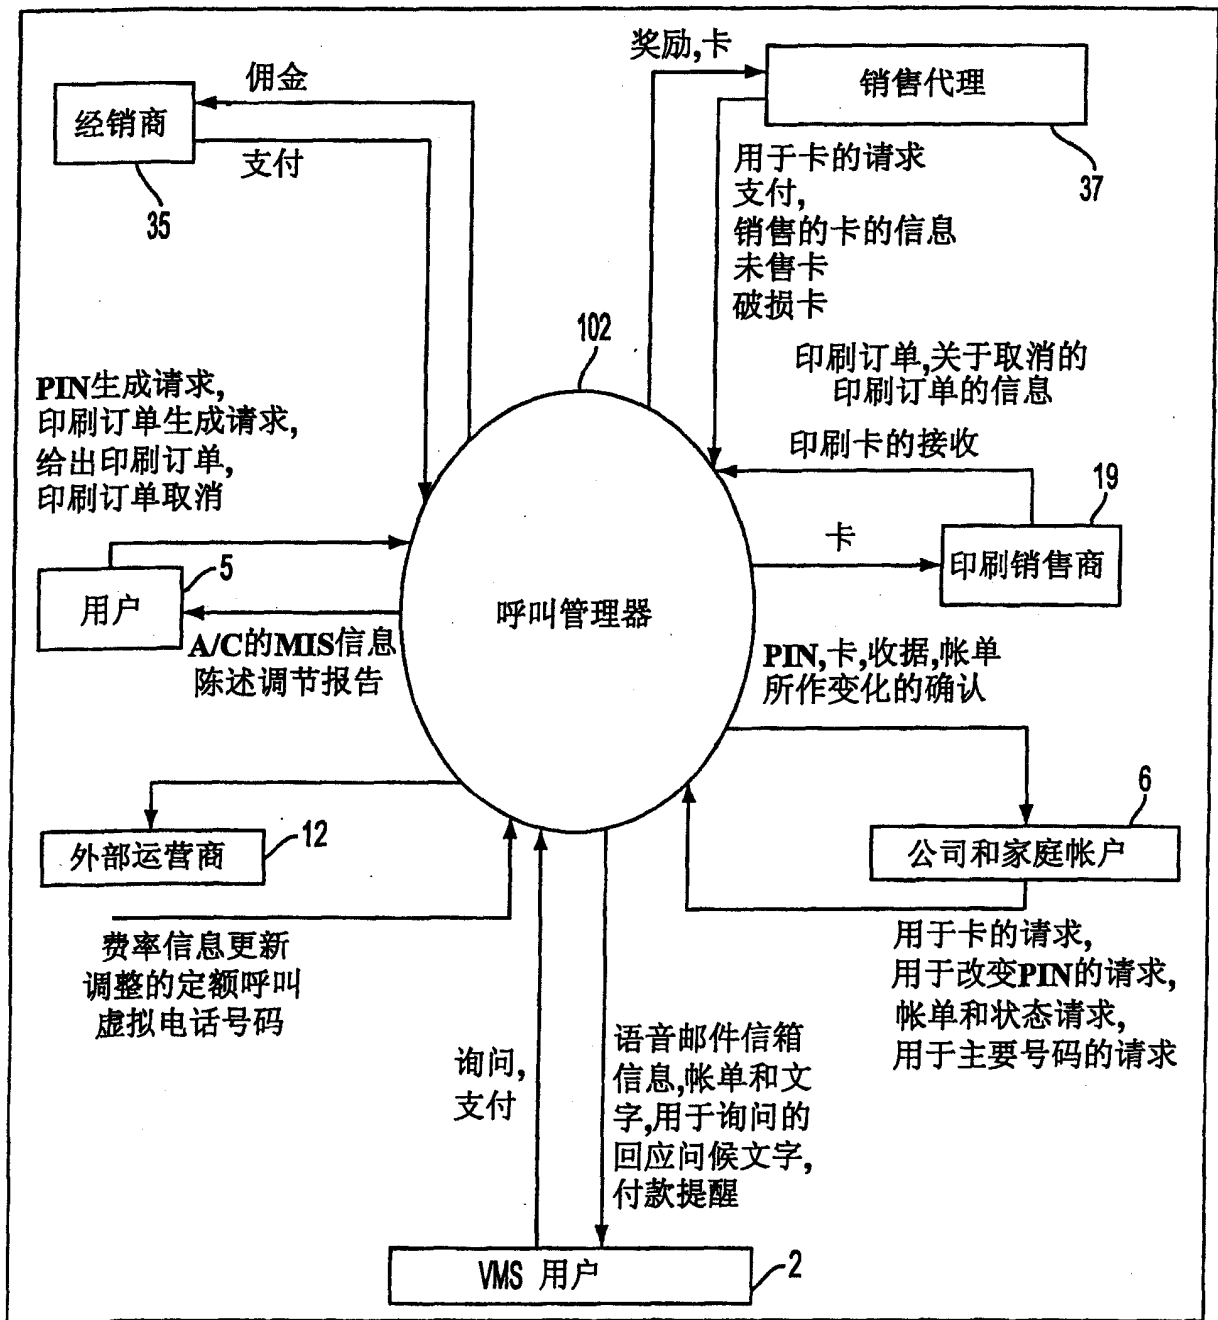 奖励,卡
销售代理
佣金
经销商
支付
35
37
用于卡的请求
支付,
销售的卡的信息
未售卡
破损卡
102
印刷订单,关于取消的
印刷订单的信息
PIN生成请求,
印刷订单生成请求,
给出印刷订单,
印刷订单取消
印刷卡的接收
19
卡
印刷销售商
5
用户
呼叫管理器
A/C的MIS信息
陈述调节报告
PIN,卡,收据,帐单
所作变化的确认
6
12
外部运营商
公司和家庭帐户
费率信息更新
调整的定额呼叫
虚拟电话号码
用于卡的请求,
用于改变PIN的请求,
帐单和状态请求,
用于主要号码的请求
询问,
支付
语音邮件信箱
信息,帐单和文
字,用于询问的
回应问候文字,
付款提醒
VMS 用户
2